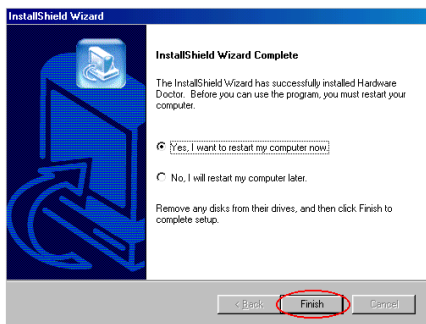 InstallShield Wizard
InstallShield Wizard Complete
The InstallShield Wizard has successfully installed Hardware
Doctor. Before you can use the program, you must restart your
computer.
Yes, I want to restart my computer now.
No, I will restart my computer later.
Remove any disks from their drives, and then click Finish to
complete setup.
< Back
Finish
Cancel